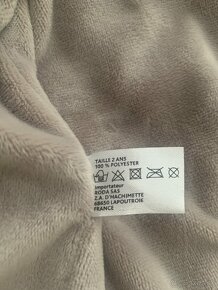 TAILLE 2 ANS
100 % POLYESTER
Importateur
RODA SAS
Z.A. D'HACHIMETTE
68650 LAPOUTROIE
FRANCE